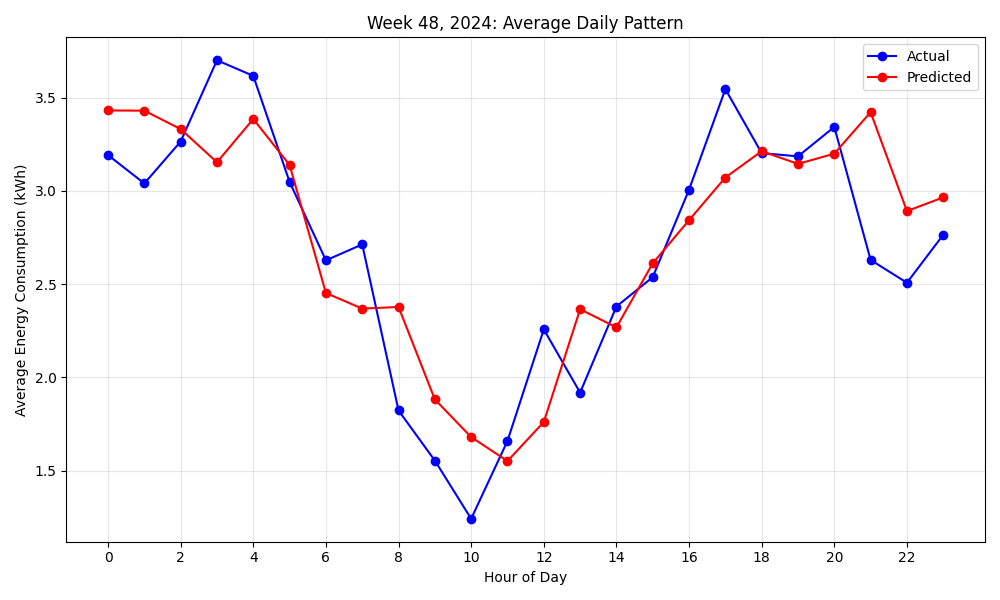 Week 48, 2024: Average Daily Pattern
Actual
Predicted
Average Energy Consumption (kWh)
3.5
3.0
2.5
2.0
1.5
0 2 4 6 8 10 12 14 16 18 20 22
Hour of Day